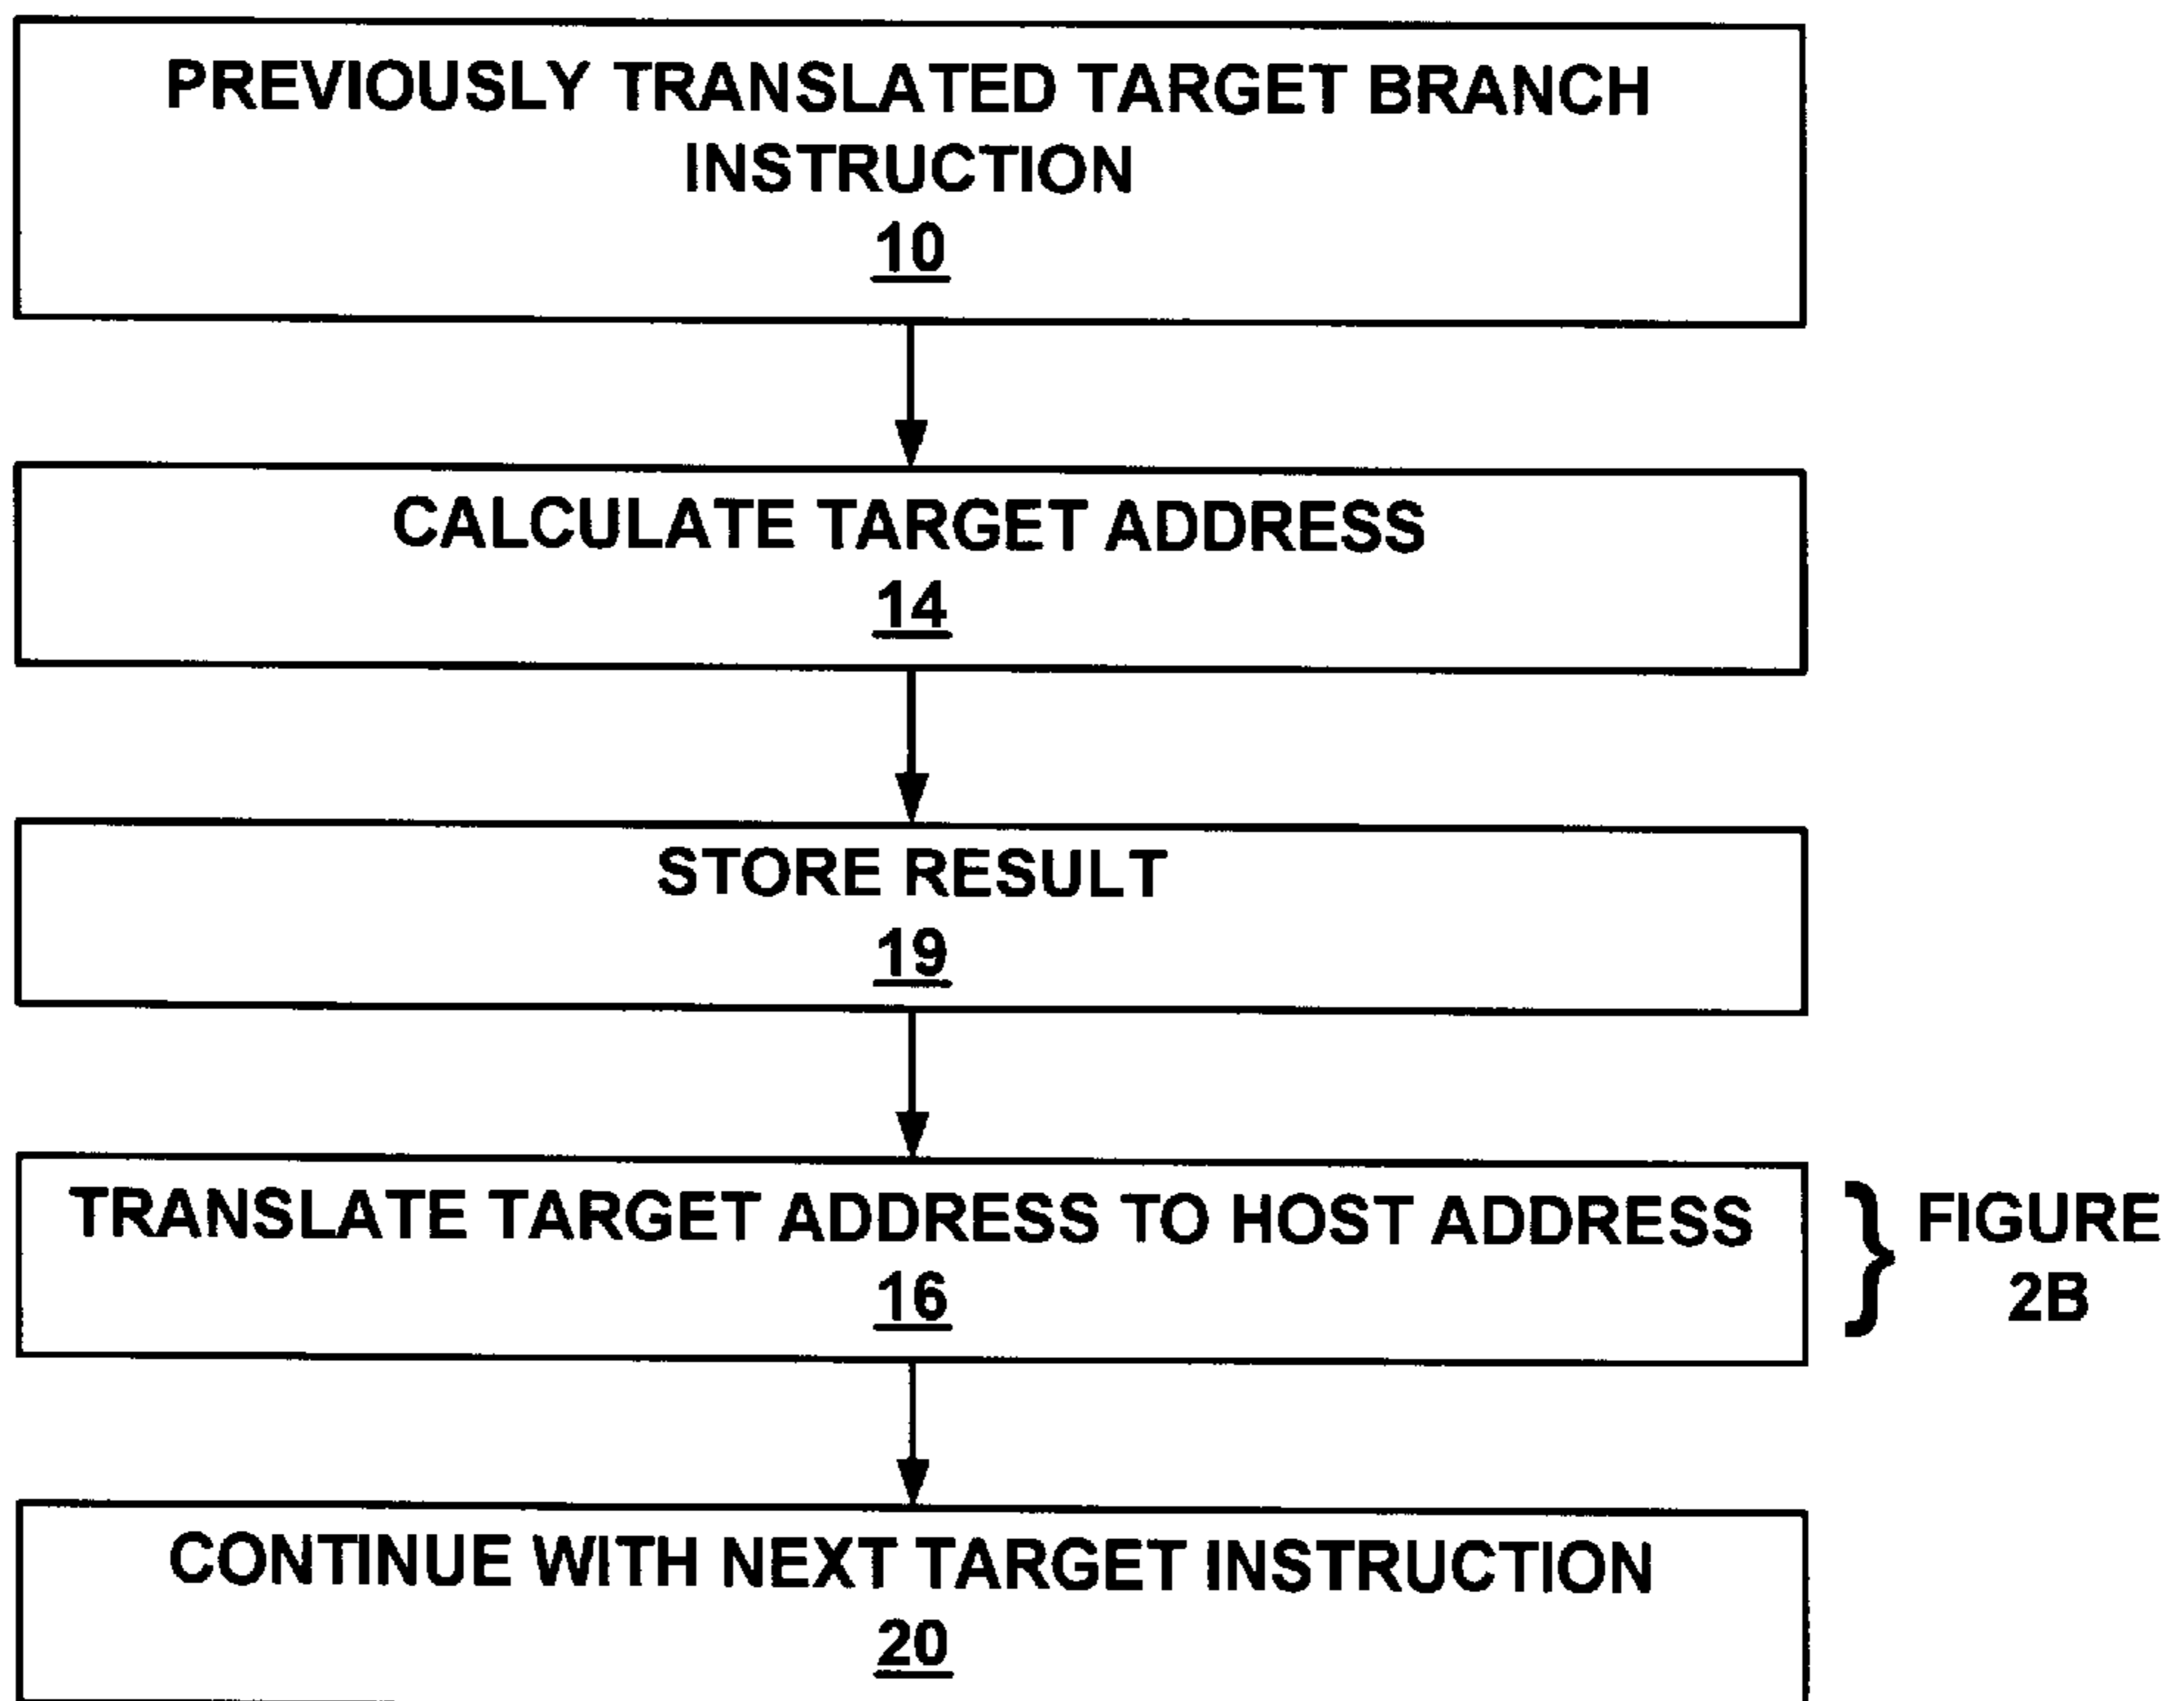 PREVIOUSLY TRANSLATED TARGET BRANCH
INSTRUCTION
10
CALCULATE TARGET ADDRESS
14
STORE RESULT
19
TRANSLATE TARGET ADDRESS TO HOST ADDRESS
16
FIGURE
2B
CONTINUE WITH NEXT TARGET INSTRUCTION
20